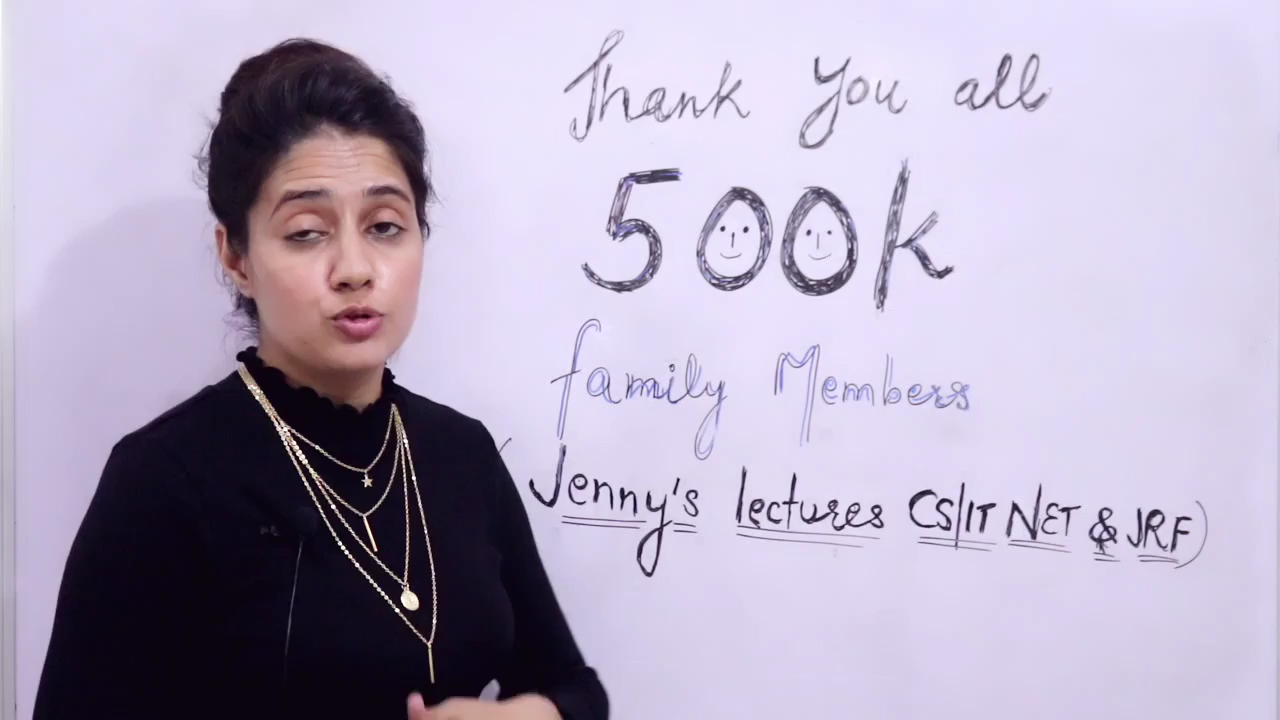 Thank You all
500k
family Members
(Jenny's lectures CS/IT NET & JRF)